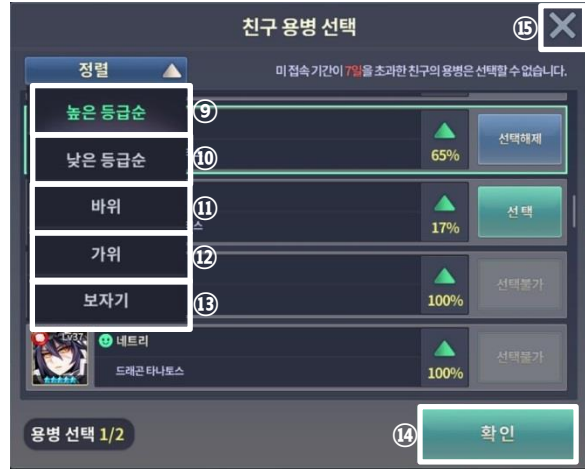 친구 용병 선택
⑮
정렬
미 접속 기간이 7일을 초과한 친구의 용병은 선택할 수 없습니다.
높은 등급순
⑨
낮은 등급순
⑩
65%
선택해제
바위
⑪
스
17%
선택
가위
⑫
보자기
⑬
100%
선택불가
Lv37
네트리
드래곤 타나토스
100%
선택불가
용병 선택 1/2
⑭
확인